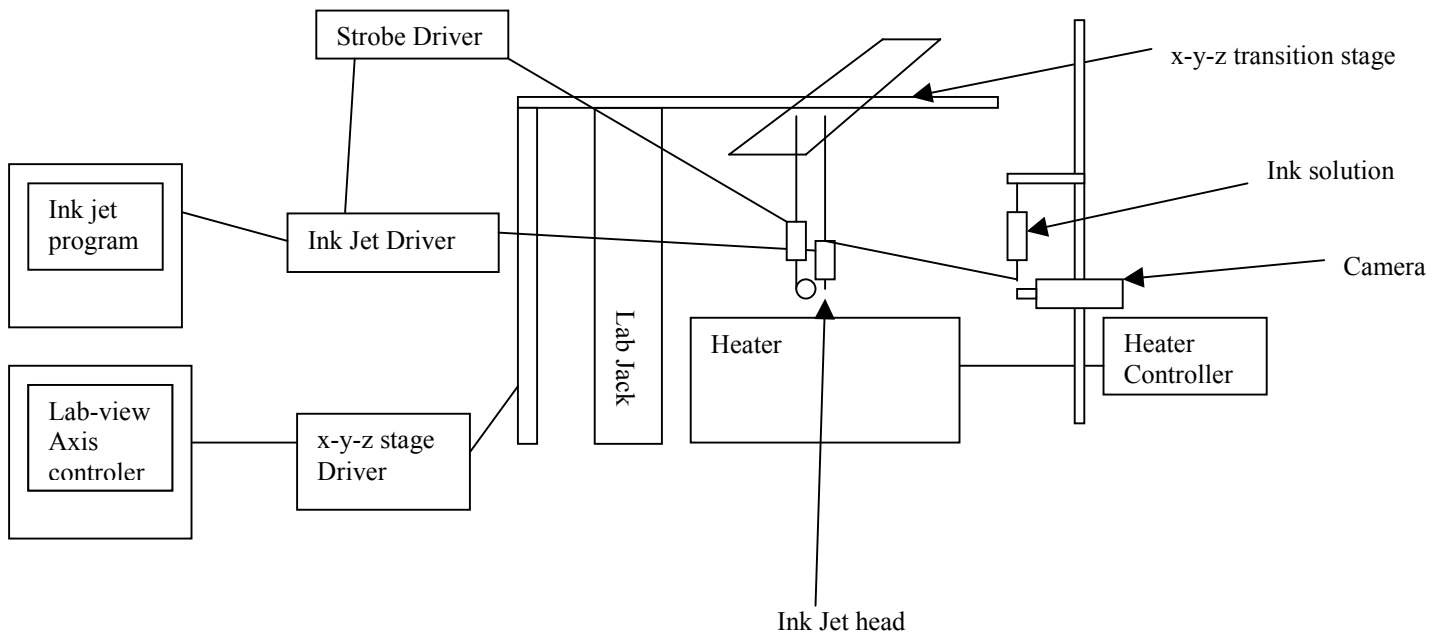 Strobe Driver
x-y-z transition stage
Ink solution
Ink jet
program
Ink Jet Driver
Camera
Lab Jack
Heater
Heater
Controller
Lab-view
Axis
controler
x-y-z stage
Driver
Ink Jet head